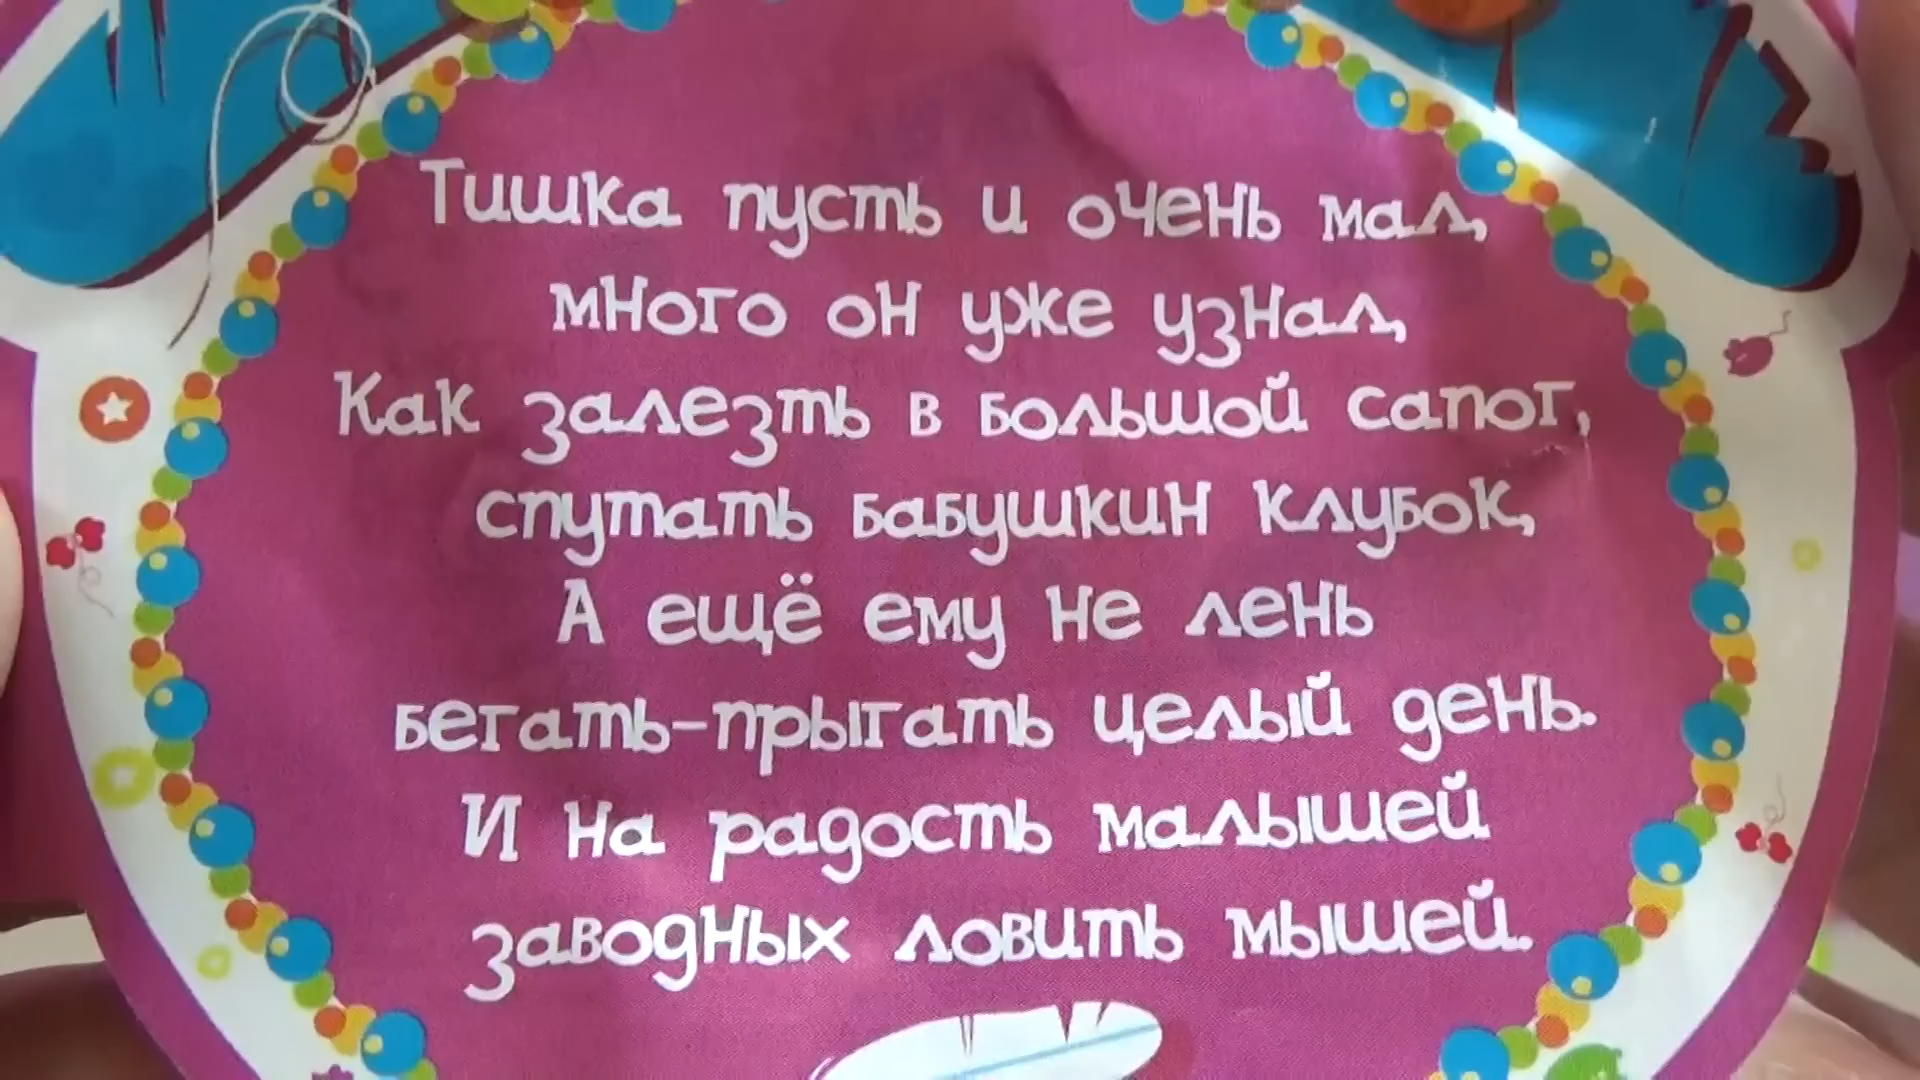 Тишка пусть и очень мал,
много он уже узнал,
Как залезть в большой сапог,
спутать бабушкин клубок,
А ещё ему не лень
бегать-прыгать целый день.
И на радость малышей
заводных ловить мышей.